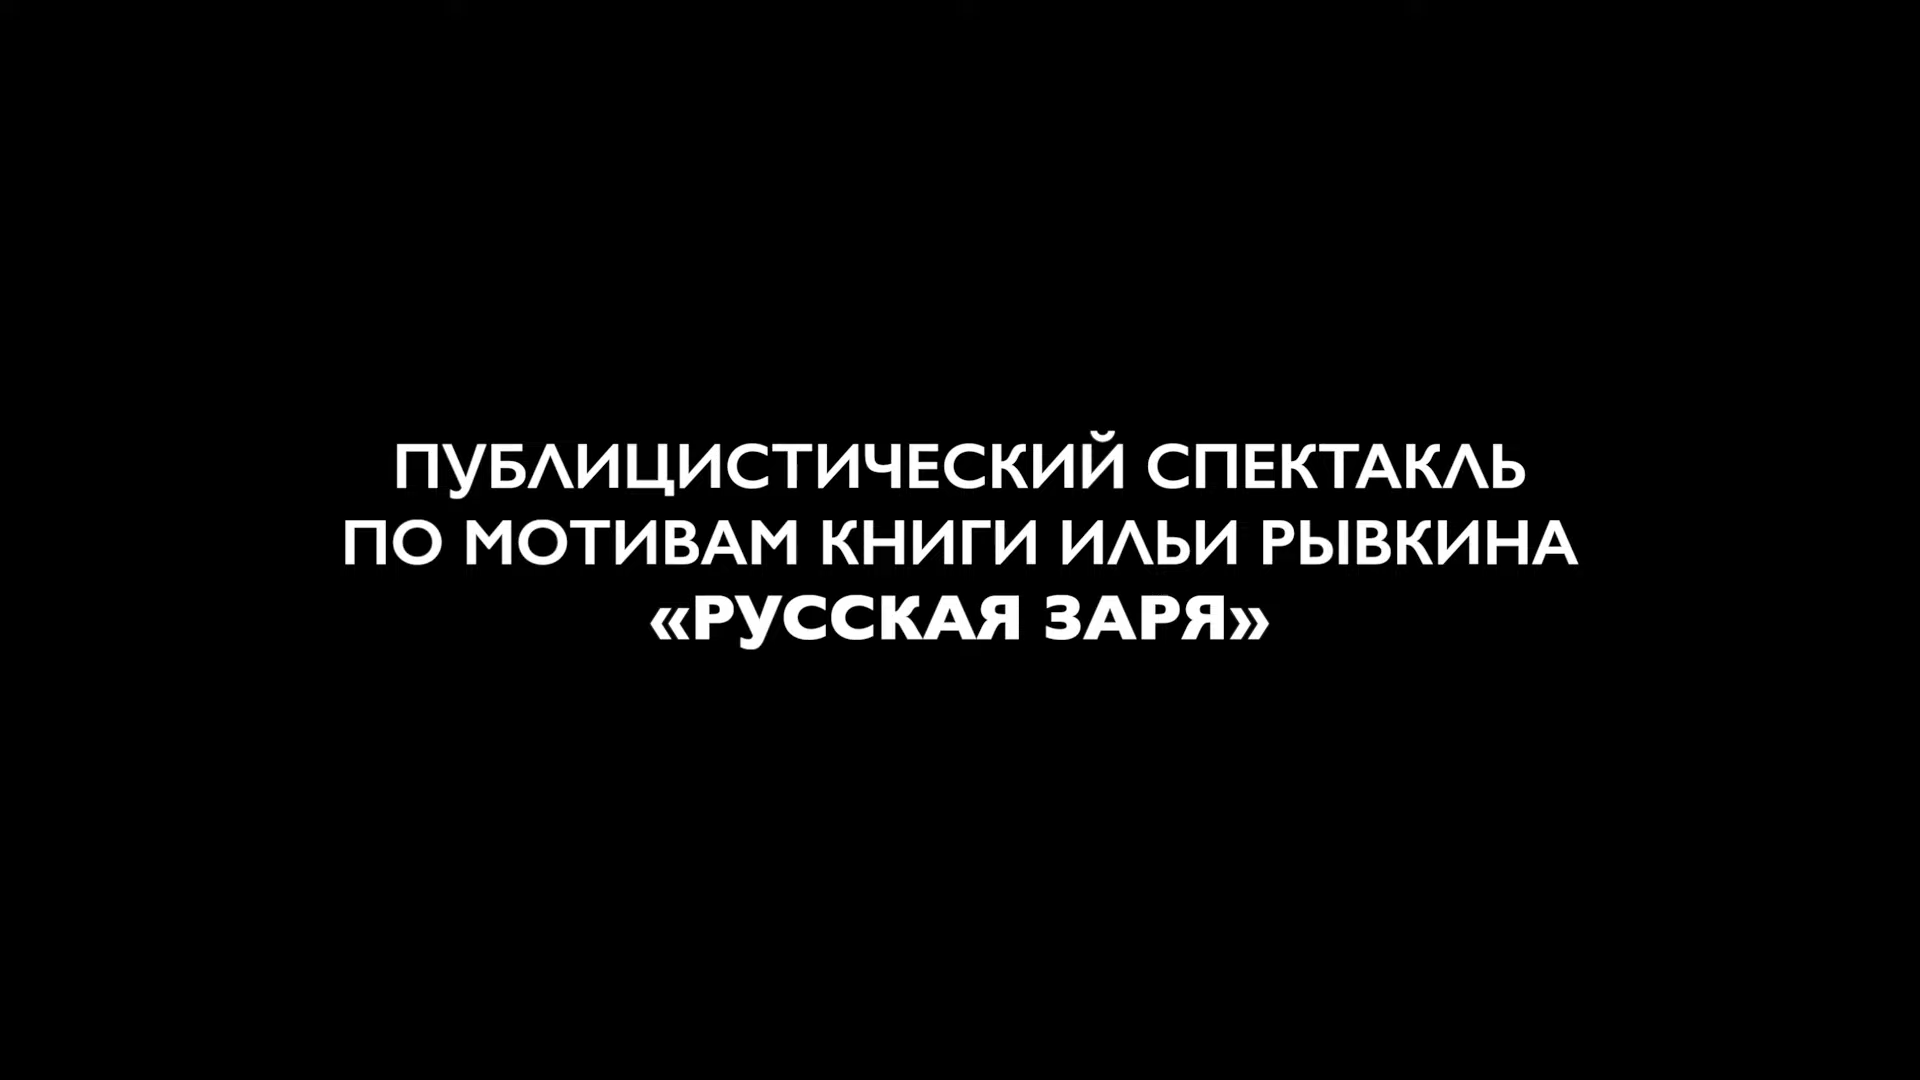 ПУБЛИЦИСТИЧЕСКИЙ СПЕКТАКЛЬ
ПО МОТИВАМ КНИГИ ИЛЬИ РЫВКИНА
«РУССКАЯ ЗАРЯ»